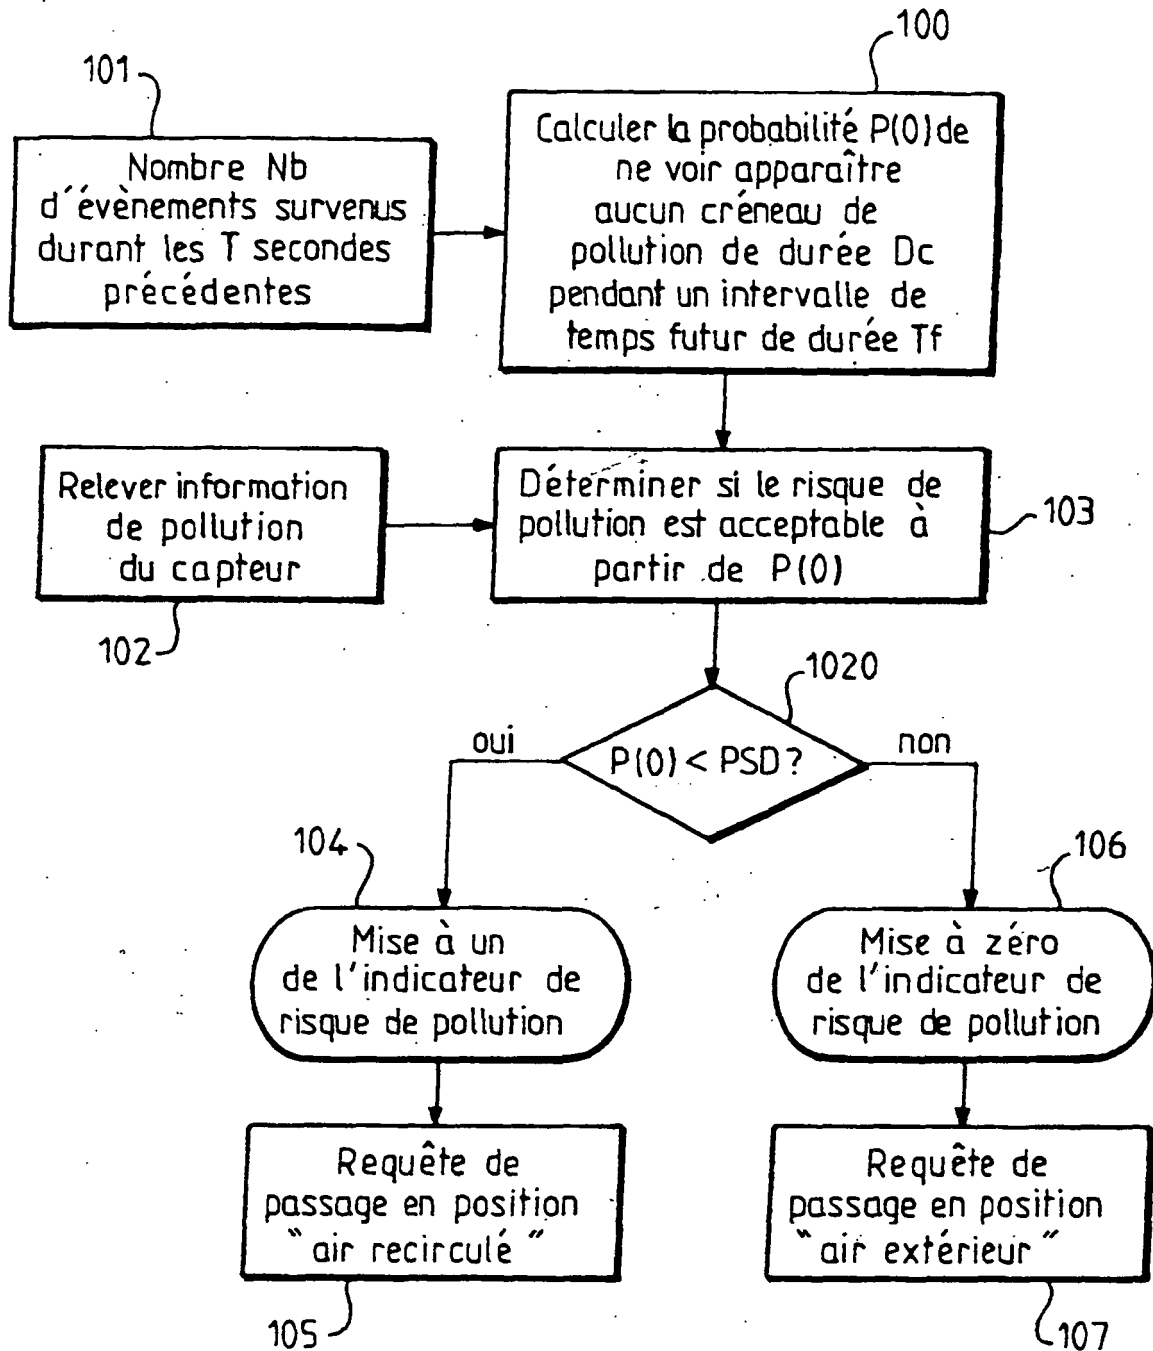 100
101
Calculer la probabilité P(0) de
ne voir apparaître
aucun créneau de
pollution de durée Dc
pendant un intervalle de
temps futur de durée Tf
Nombre Nb
d'évènements survenus
durant les T secondes
précédentes
Relever information
de pollution
du capteur
102
Déterminer si le risque de
pollution est acceptable à
partir de P(0)
103
1020
oui
P(0) < PSD ?
non
104
106
Mise à un
de l'indicateur de
risque de pollution
Mise à zéro
de l'indicateur de
risque de pollution
Requête de
passage en position
"air recirculé"
Requête de
passage en position
"air extérieur"
105
107